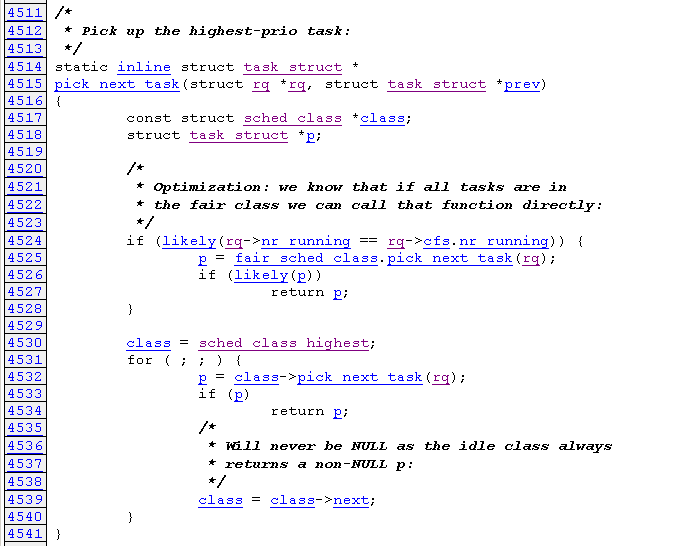 4511 /*
4512  * Pick up the highest-prio task:
4513  */
4514 static inline struct task_struct *
4515 pick_next_task(struct rq *rq, struct task_struct *prev)
4516 {
4517         const struct sched_class *class;
4518         struct task_struct *p;
4519
4520         /*
4521          * Optimization: we know that if all tasks are in
4522          * the fair class we can call that function directly:
4523          */
4524         if (likely(rq->nr_running == rq->cfs.nr_running)) {
4525                 p = fair_sched_class.pick_next_task(rq);
4526                 if (likely(p))
4527                         return p;
4528         }
4529
4530         class = sched_class_highest;
4531         for ( ; ; ) {
4532                 p = class->pick_next_task(rq);
4533                 if (p)
4534                         return p;
4535                 /*
4536                  * Will never be NULL as the idle class always
4537                  * returns a non-NULL p:
4538                  */
4539                 class = class->next;
4540         }
4541 }